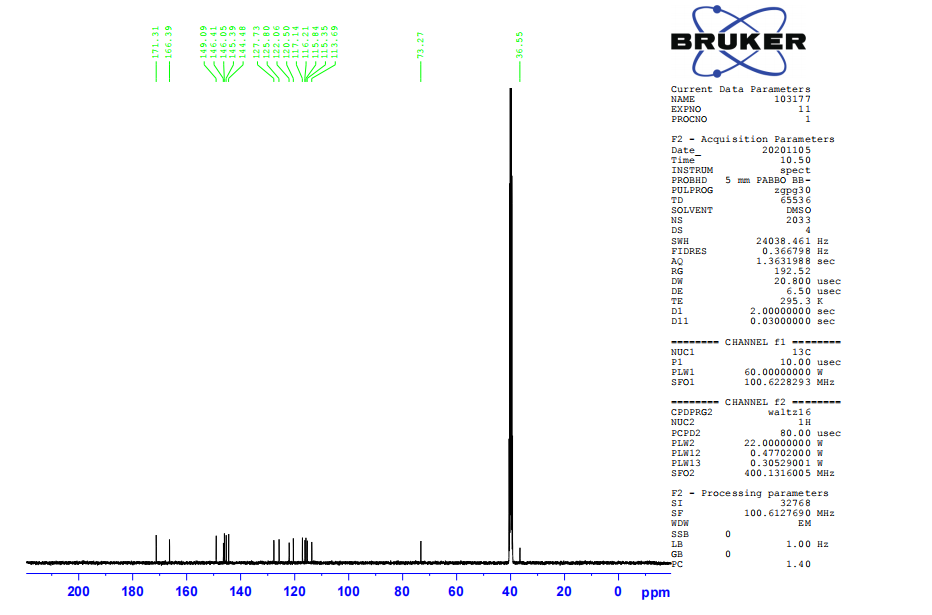 171.31
166.39
149.09
146.41
146.05
145.39
144.48
127.73
125.80
122.06
120.50
117.14
116.21
115.84
115.55
113.69
73.27
36.55
BRUKER
Current Data Parameters
NAME 103177
EXPNO 11
PROCNO 1
F2 - Acquisition Parameters
Date_ 20201105
Time 10.50
INSTRUM spect
PROBHD 5 mm PABBO BB-
PULPROG zgpg30
TD 65536
SOLVENT DMSO
NS 2033
DS 4
SWH 24038.461 Hz
FIDRES 0.366798 Hz
AQ 1.3631988 sec
RG 192.52
DW 20.800 usec
DE 6.50 usec
TE 295.3 K
D1 2.00000000 sec
D11 0.03000000 sec
======== CHANNEL f1 ========
NUC1 13C
P1 10.00 usec
PLW1 60.00000000 W
SFO1 100.6228293 MHz
======== CHANNEL f2 ========
CPDPRG2 waltz16
NUC2 1H
PCPD2 80.00 usec
PLW2 22.00000000 W
PLW12 0.47702000 W
PLW13 0.30529001 W
SFO2 400.1316005 MHz
F2 - Processing parameters
SI 32768
SF 100.6127690 MHz
WDW EM
SSB 0
LB 1.00 Hz
GB 0
PC 1.40
200 180 160 140 120 100 80 60 40 20 0 ppm